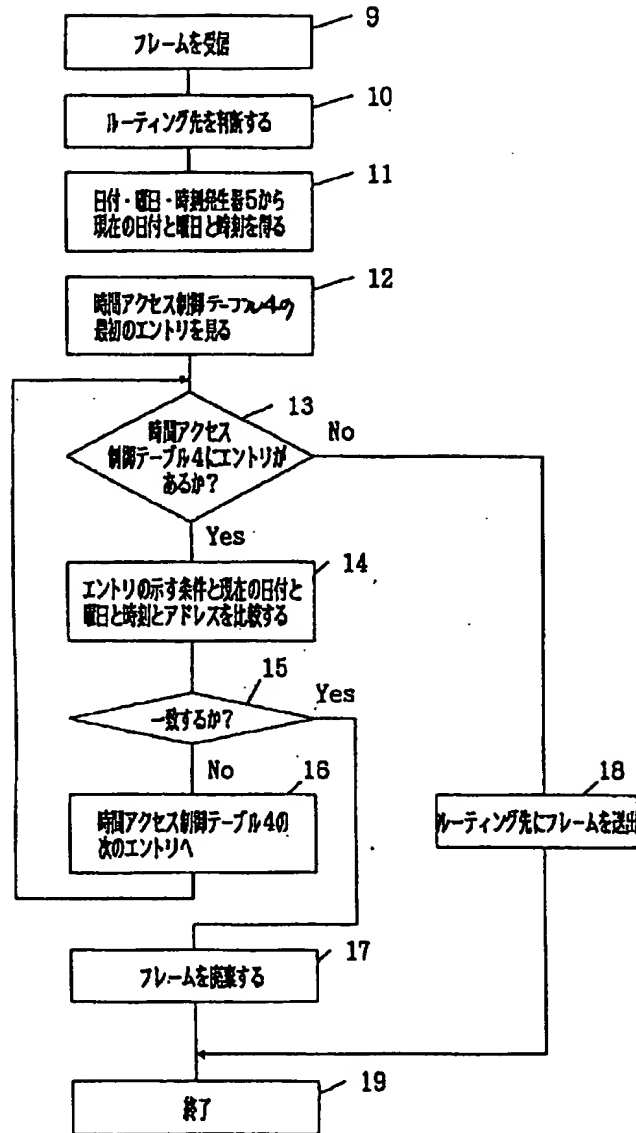 9
フレームを受信
10
ルーティング先を判断する
11
日付・曜日・時刻発生器5から
現在の日付と曜日と時刻を得る
12
時間アクセス制御テーブル4の
最初のエントリを見る
13
時間アクセス
制御テーブル4にエントリが
あるか?
No
Yes
14
エントリの示す条件と現在の日付と
曜日と時刻とアドレスを比較する
15
一致するか?
Yes
No
16
時間アクセス制御テーブル4の
次のエントリへ
18
ルーティング先にフレームを送出
17
フレームを廃棄する
19
終了